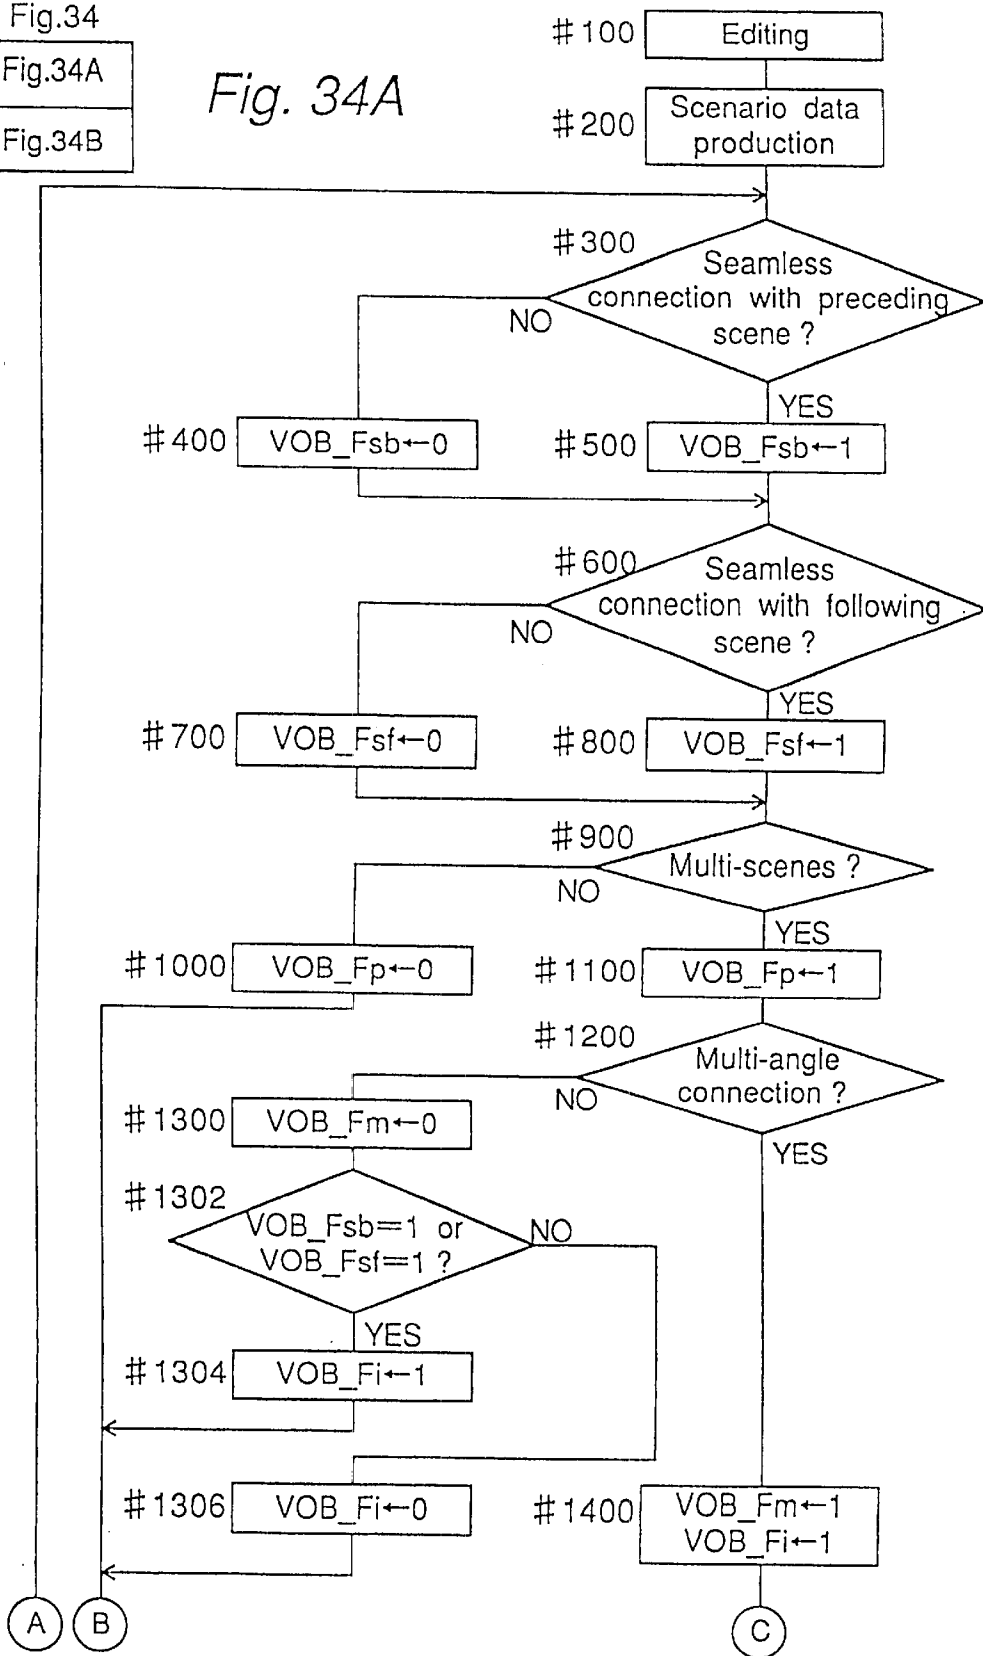 Fig.34
Fig.34A
Fig.34B
Fig. 34A
#100
Editing
#200
Scenario data
production
#300
Seamless
connection with preceding
scene ?
NO
YES
#400
VOB_Fsb←0
#500
VOB_Fsb←1
#600
Seamless
connection with following
scene ?
NO
YES
#700
VOB_Fsf←0
#800
VOB_Fsf←1
#900
Multi-scenes ?
NO
YES
#1000
VOB_Fp←0
#1100
VOB_Fp←1
#1200
Multi-angle
connection ?
NO
YES
#1300
VOB_Fm←0
#1302
VOB_Fsb=1 or
VOB_Fsf=1 ?
NO
YES
#1304
VOB_Fi←1
#1306
VOB_Fi←0
#1400
VOB_Fm←1
VOB_Fi←1
A
B
C